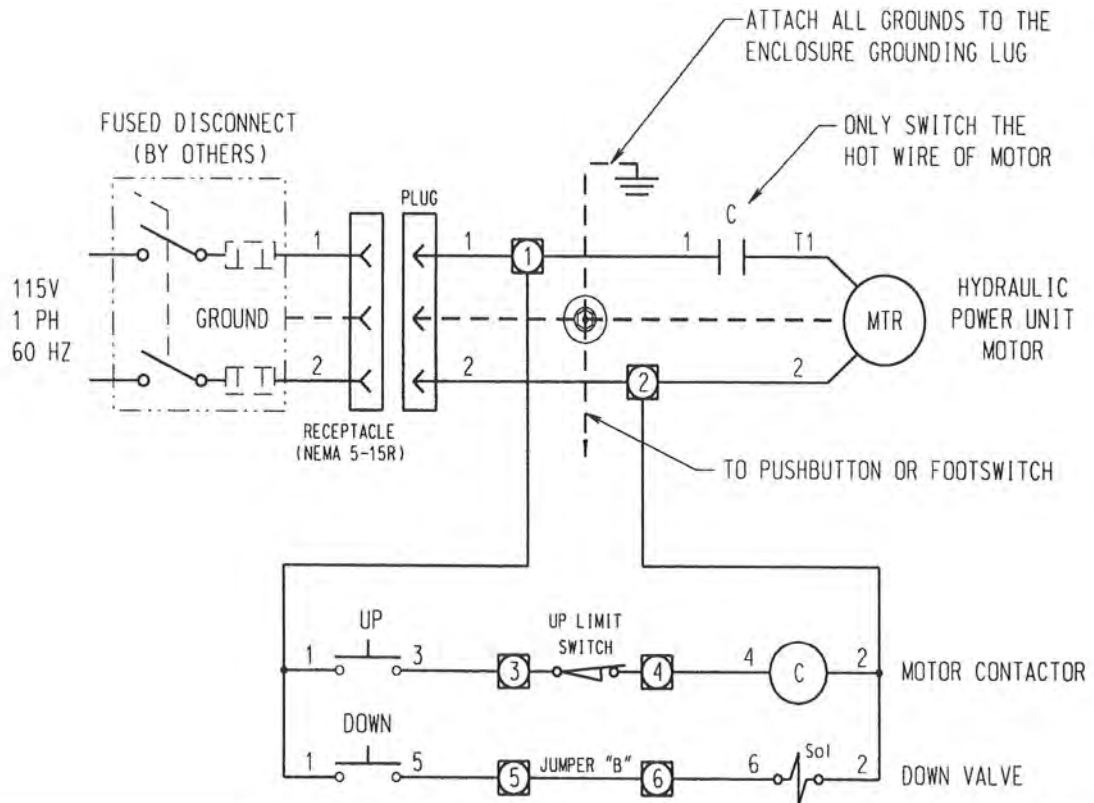 ATTACH ALL GROUNDS TO THE
ENCLOSURE GROUNDING LUG
FUSED DISCONNECT
(BY OTHERS)
ONLY SWITCH THE
HOT WIRE OF MOTOR
PLUG
C
1
1
1
1
T1
115V
1 PH
60 HZ
GROUND
MTR
HYDRAULIC
POWER UNIT
MOTOR
2
2
2
2
RECEPTACLE
(NEMA 5-15R)
TO PUSHBUTTON OR FOOTSWITCH
UP
UP LIMIT
SWITCH
1
3
3
4
4
C
2
MOTOR CONTACTOR
DOWN
1
5
5
JUMPER "B"
6
6
Sol
2
DOWN VALVE